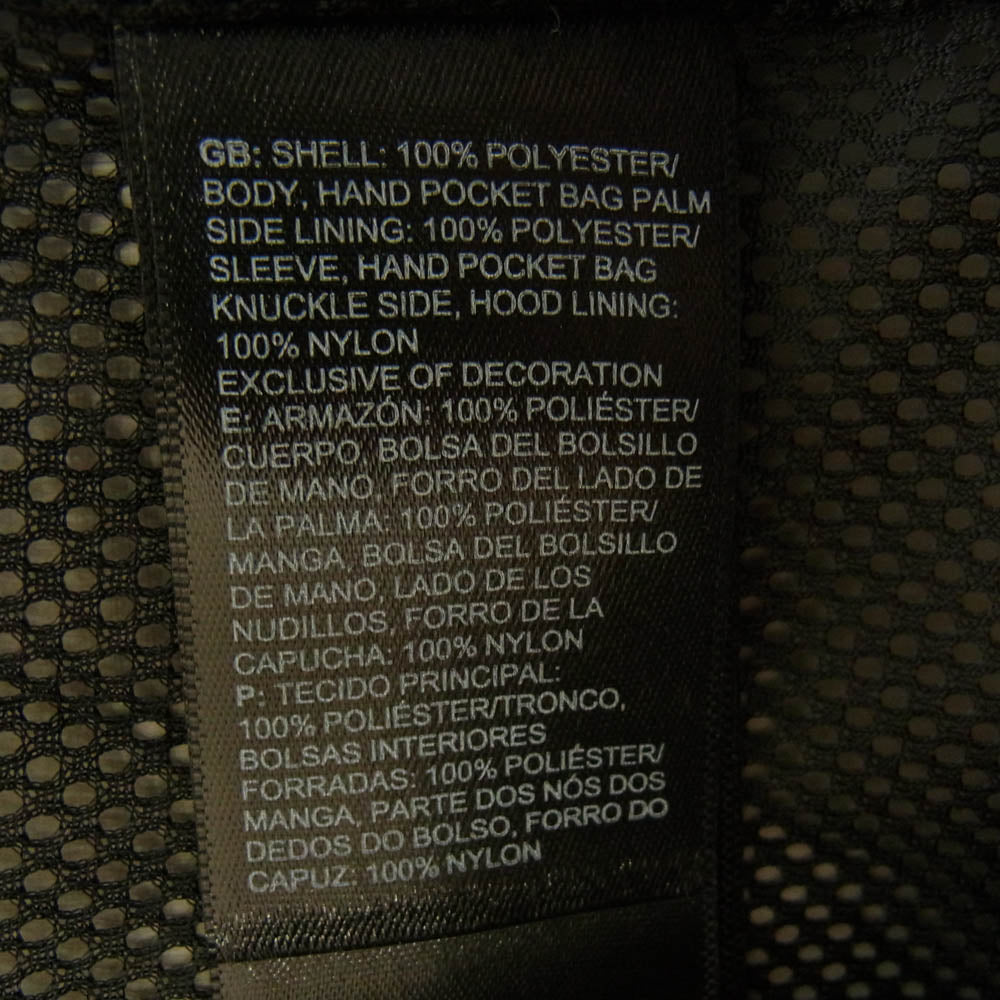 GB: SHELL: 100% POLYESTER/
BODY, HAND POCKET BAG PALM
SIDE LINING: 100% POLYESTER/
SLEEVE, HAND POCKET BAG
KNUCKLE SIDE, HOOD LINING:
100% NYLON
EXCLUSIVE OF DECORATION
E: ARMAZÓN: 100% POLIÉSTER/
CUERPO, BOLSA DEL BOLSILLO
DE MANO, FORRO DEL LADO DE
LA PALMA: 100% POLIÉSTER/
MANGA, BOLSA DEL BOLSILLO
DE MANO, LADO DE LOS
NUDILLOS, FORRO DE LA
CAPUCHA: 100% NYLON
P: TECIDO PRINCIPAL:
100% POLIÉSTER/TRONCO,
BOLSAS INTERIORES
FORRADAS: 100% POLIÉSTER/
MANGA, PARTE DOS NÓS DOS
DEDOS DO BOLSO, FORRO DO
CAPUZ: 100% NYLON